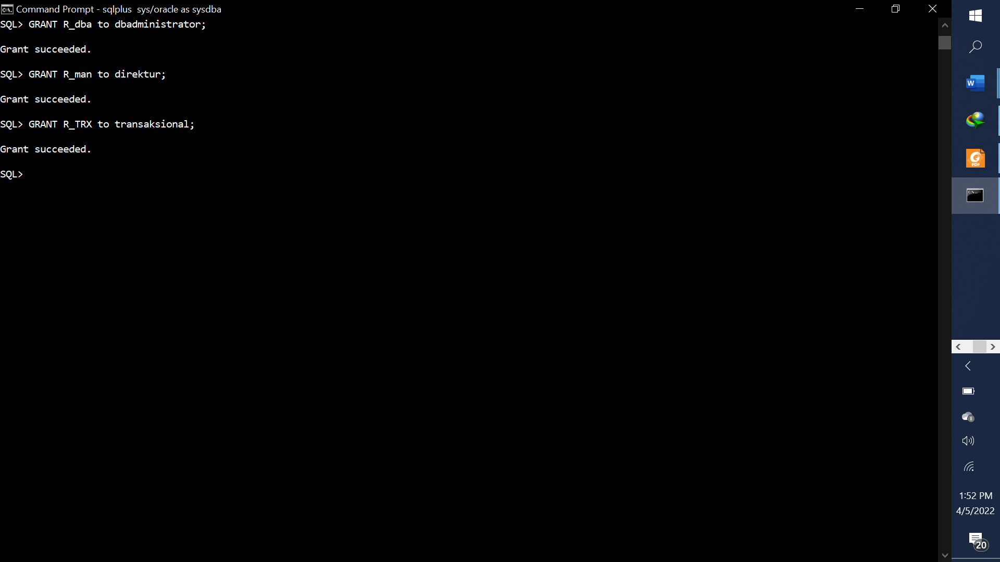 Command Prompt - sqlplus  sys/oracle as sysdba
SQL> GRANT R_dba to dbadministrator;
Grant succeeded.
SQL> GRANT R_man to direktur;
Grant succeeded.
SQL> GRANT R_TRX to transaksional;
Grant succeeded.
SQL>
W
PDF
1:52 PM
4/5/2022
20